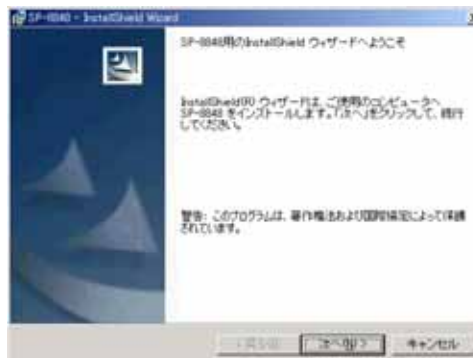 SP-8848 - InstallShield Wizard
SP-8848用のInstallShield ウィザードへようこそ
InstallShield(R) ウィザードは、ご使用のコンピュータへ
SP-8848 をインストールします。「次へ」をクリックして、続行
してください。
警告: このプログラムは、著作権法および国際協定によって保護
されています。
< 戻る(B)
次へ(N) >
キャンセル